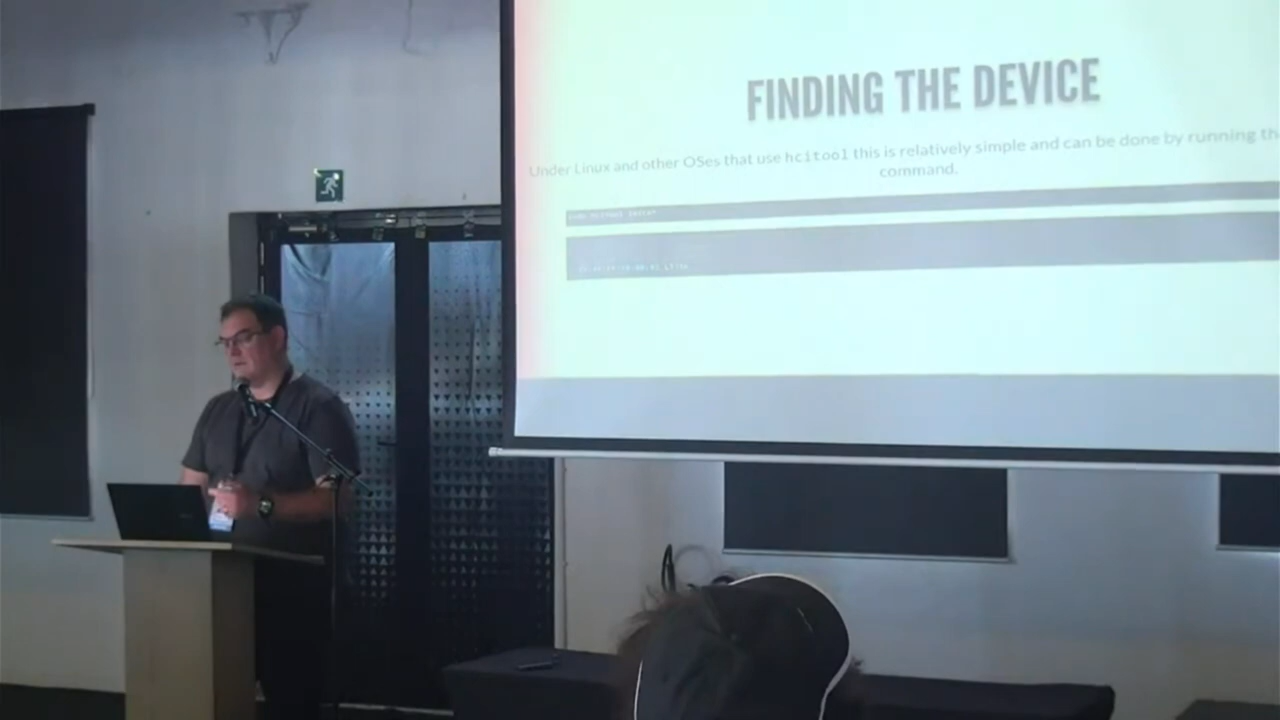 FINDING THE DEVICE
Under Linux and other OSes that use hcitool this is relatively simple and can be done by running th
command.